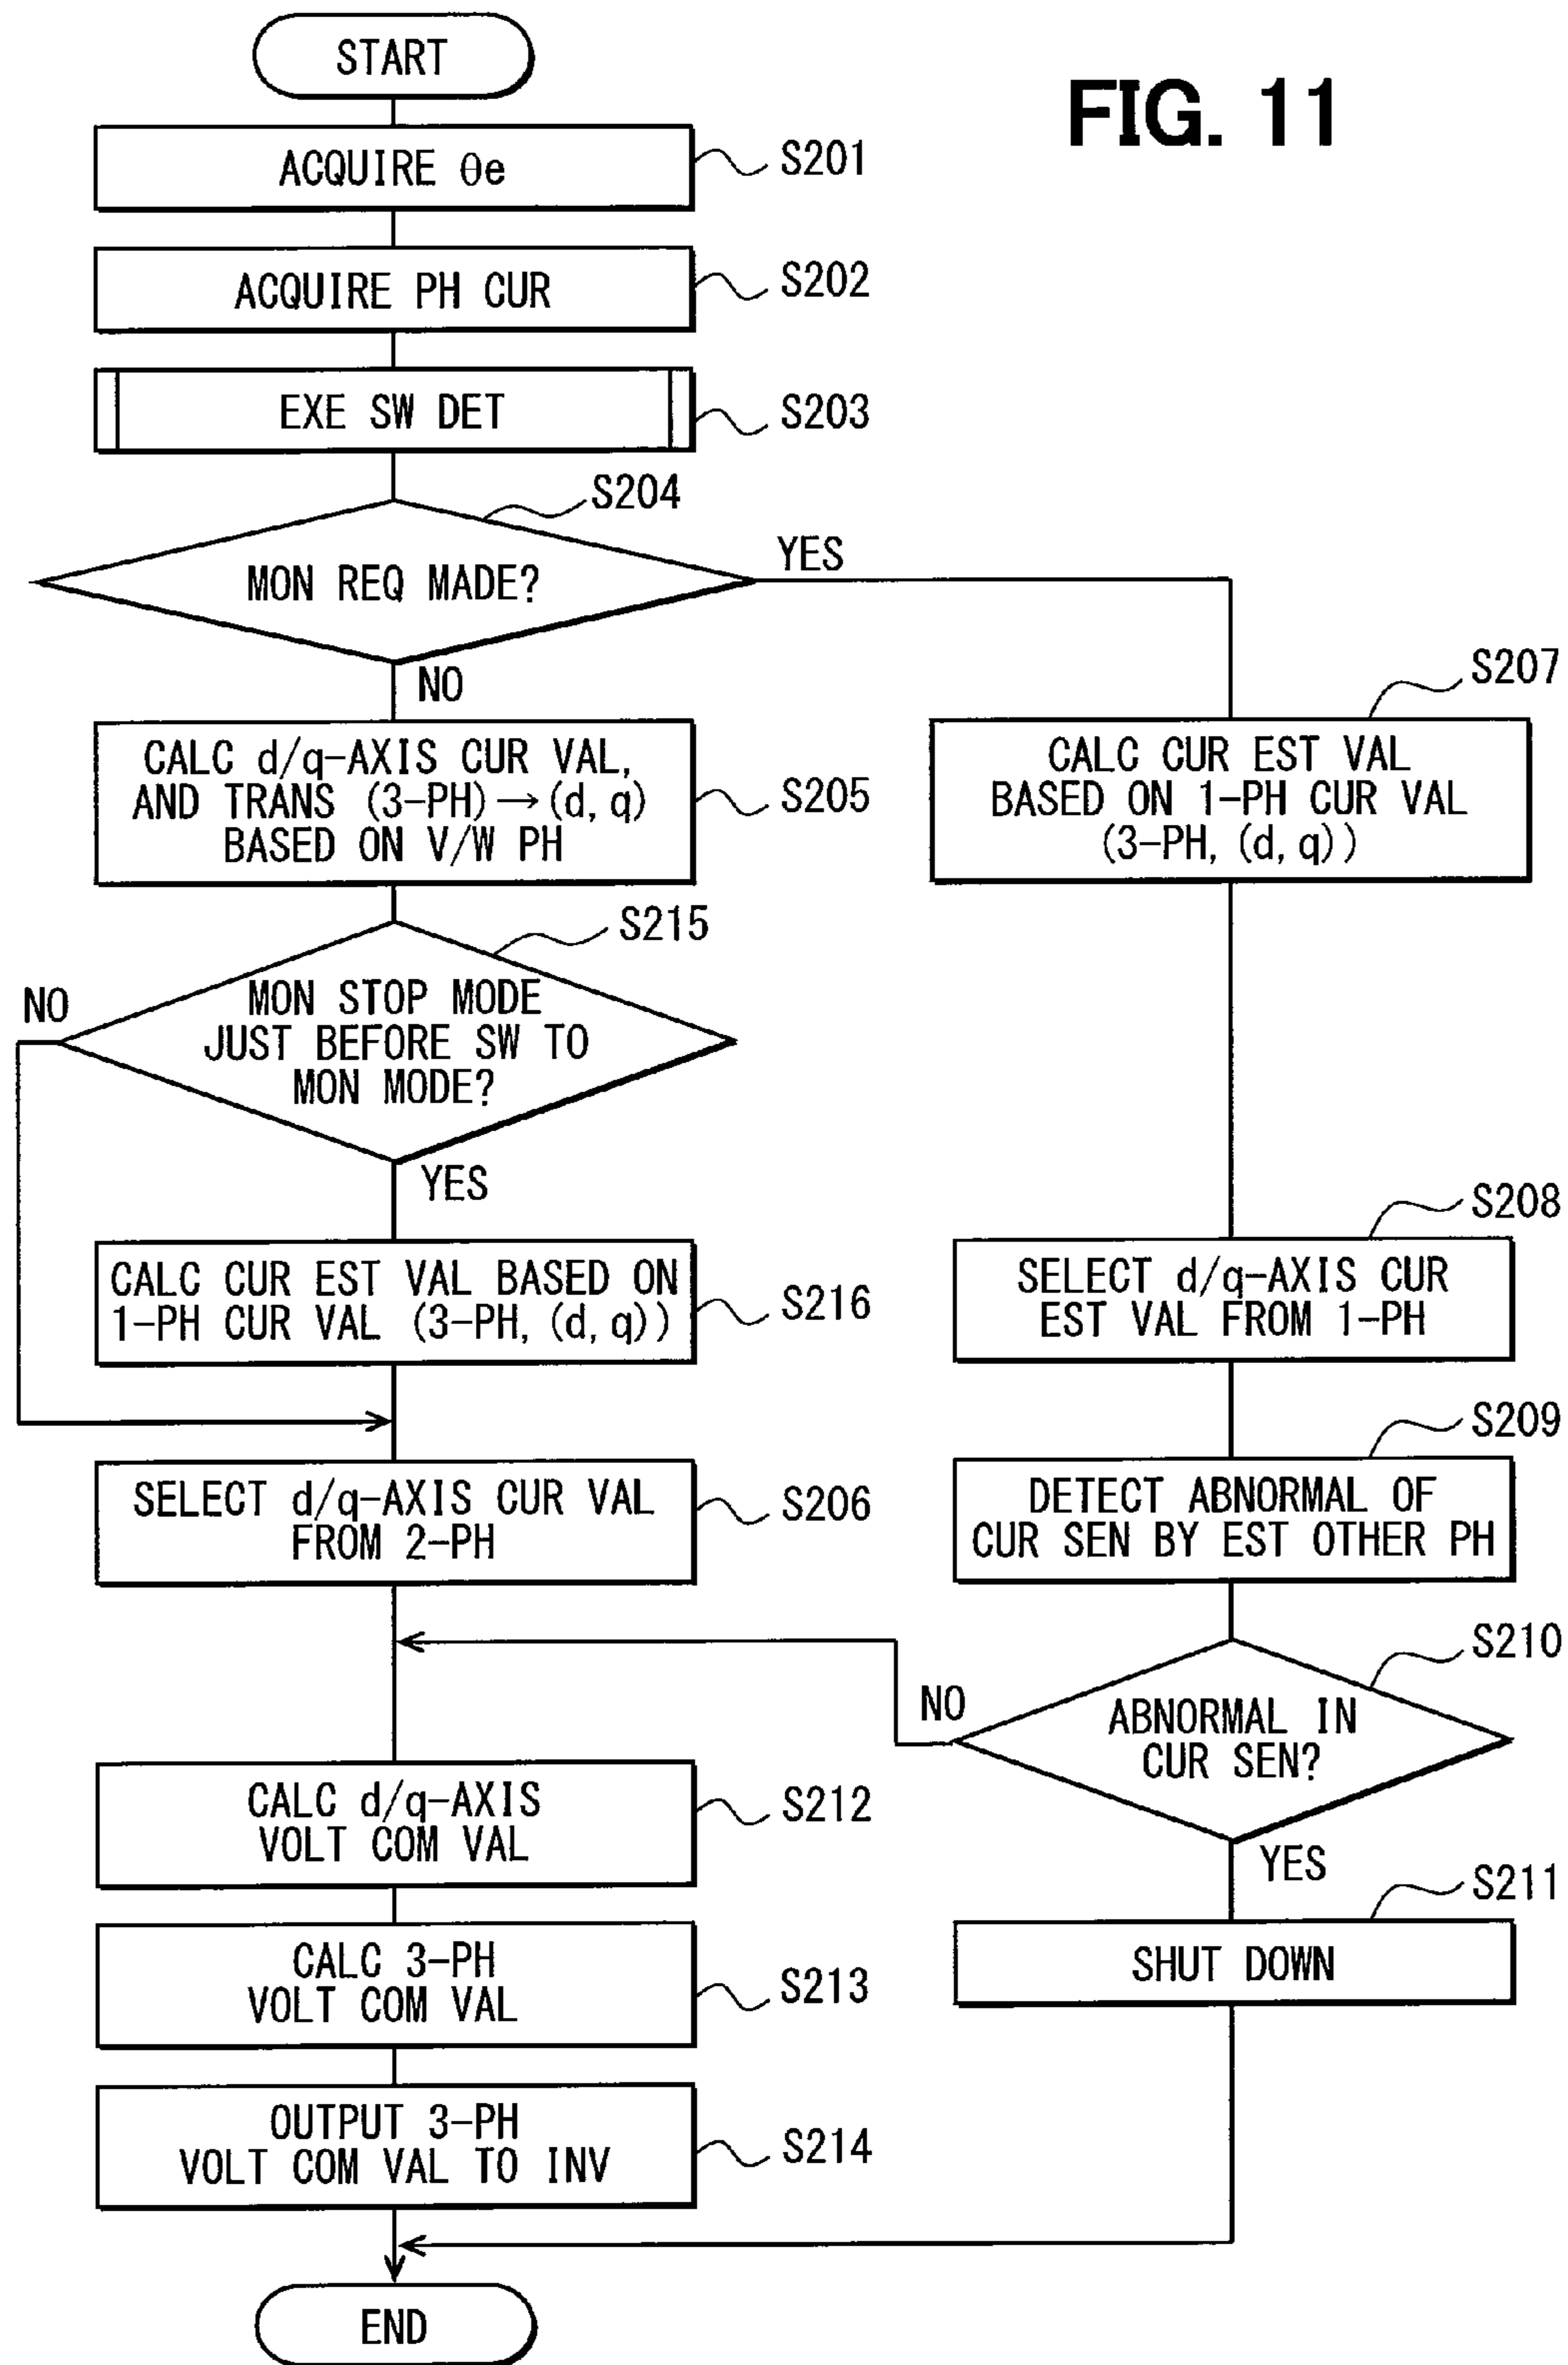 START
FIG. 11
ACQUIRE θe
S201
ACQUIRE PH CUR
S202
EXE SW DET
S203
S204
MON REQ MADE?
YES
NO
CALC d/q-AXIS CUR VAL,
AND TRANS (3-PH)→(d, q)
BASED ON V/W PH
S205
S207
CALC CUR EST VAL
BASED ON 1-PH CUR VAL
(3-PH, (d, q))
S215
NO
MON STOP MODE
JUST BEFORE SW TO
MON MODE?
YES
CALC CUR EST VAL BASED ON
1-PH CUR VAL (3-PH, (d, q))
S216
S208
SELECT d/q-AXIS CUR
EST VAL FROM 1-PH
SELECT d/q-AXIS CUR VAL
FROM 2-PH
S206
S209
DETECT ABNORMAL OF
CUR SEN BY EST OTHER PH
S210
NO
ABNORMAL IN
CUR SEN?
YES
CALC d/q-AXIS
VOLT COM VAL
S212
S211
SHUT DOWN
CALC 3-PH
VOLT COM VAL
S213
OUTPUT 3-PH
VOLT COM VAL TO INV
S214
END